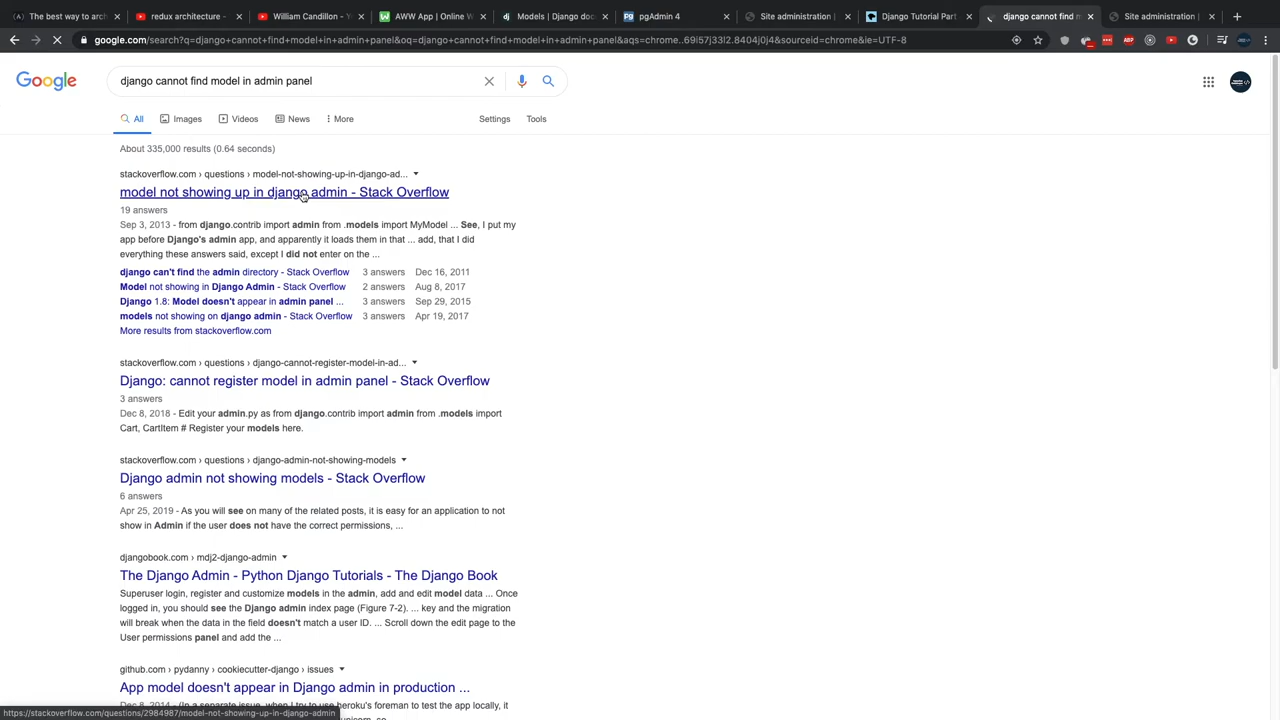 The best way to arch
redux architecture -
William Candillon - Y
AWW App | Online W
Models | Django doc
pgAdmin 4
Site administration |
Django Tutorial Part
django cannot find m
Site administration |
google.com/search?q=django+cannot+find+model+in+admin+panel&oq=django+cannot+find+model+in+admin+panel&aqs=chrome..69i57j33l2.8404j0j4&sourceid=chrome&ie=UTF-8
Google
django cannot find model in admin panel
All Images Videos News More Settings Tools
About 335,000 results (0.64 seconds)
stackoverflow.com › questions › model-not-showing-up-in-django-ad...
model not showing up in django admin - Stack Overflow
19 answers
Sep 3, 2013 - from django.contrib import admin from .models import MyModel ... See, I put my
app before Django's admin app, and apparently it loads them in that ... add, that I did
everything these answers said, except I did not enter on the ...
django can't find the admin directory - Stack Overflow 3 answers Dec 16, 2011
Model not showing in Django Admin - Stack Overflow 2 answers Aug 8, 2017
Django 1.8: Model doesn't appear in admin panel ... 3 answers Sep 29, 2015
models not showing on django admin - Stack Overflow 3 answers Apr 19, 2017
More results from stackoverflow.com
stackoverflow.com › questions › django-cannot-register-model-in-ad...
Django: cannot register model in admin panel - Stack Overflow
3 answers
Dec 8, 2018 - Edit your admin.py as from django.contrib import admin from .models import
Cart, CartItem # Register your models here.
stackoverflow.com › questions › django-admin-not-showing-models
Django admin not showing models - Stack Overflow
6 answers
Apr 25, 2019 - As you will see on many of the related posts, it is easy for an application to not
show in Admin if the user does not have the correct permissions, ...
djangobook.com › mdj2-django-admin
The Django Admin - Python Django Tutorials - The Django Book
Superuser login, register and customize models in the admin, add and edit model data ... Once
logged in, you should see the Django admin index page (Figure 7-2). ... key and the migration
will break when the data in the field doesn't match a user ID. ... Scroll down the edit page to the
User permissions panel and add the ...
github.com › pydanny › cookiecutter-django › issues
App model doesn't appear in Django admin in production ...
Dec 8, 2014 - (In a separate issue, when I try to use heroku's foreman to test the app locally, it
https://stackoverflow.com/questions/2984987/model-not-showing-up-in-django-admin